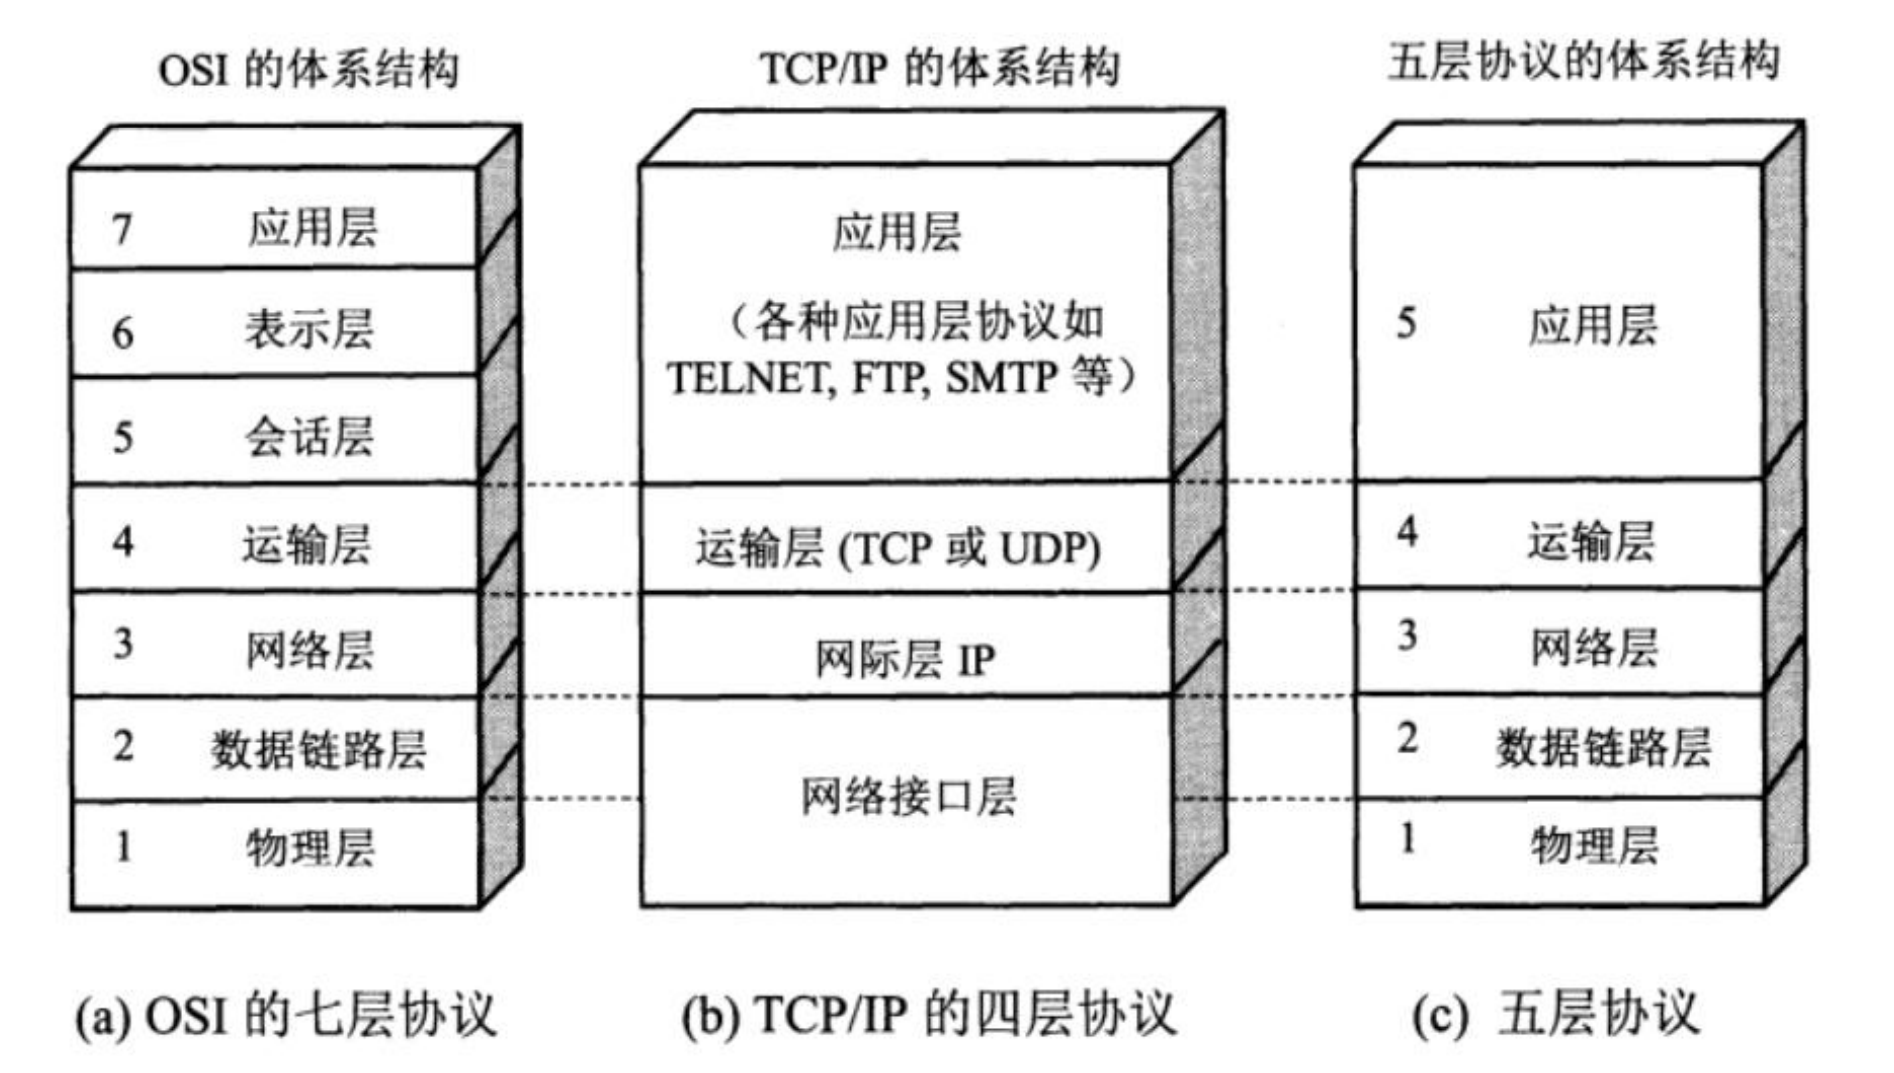 OSI 的体系结构
7 应用层
6 表示层
5 会话层
4 运输层
3 网络层
2 数据链路层
1 物理层
(a) OSI 的七层协议
TCP/IP 的体系结构
应用层
（各种应用层协议如
TELNET, FTP, SMTP 等）
运输层 (TCP 或 UDP)
网际层 IP
网络接口层
(b) TCP/IP 的四层协议
五层协议的体系结构
5 应用层
4 运输层
3 网络层
2 数据链路层
1 物理层
(c) 五层协议